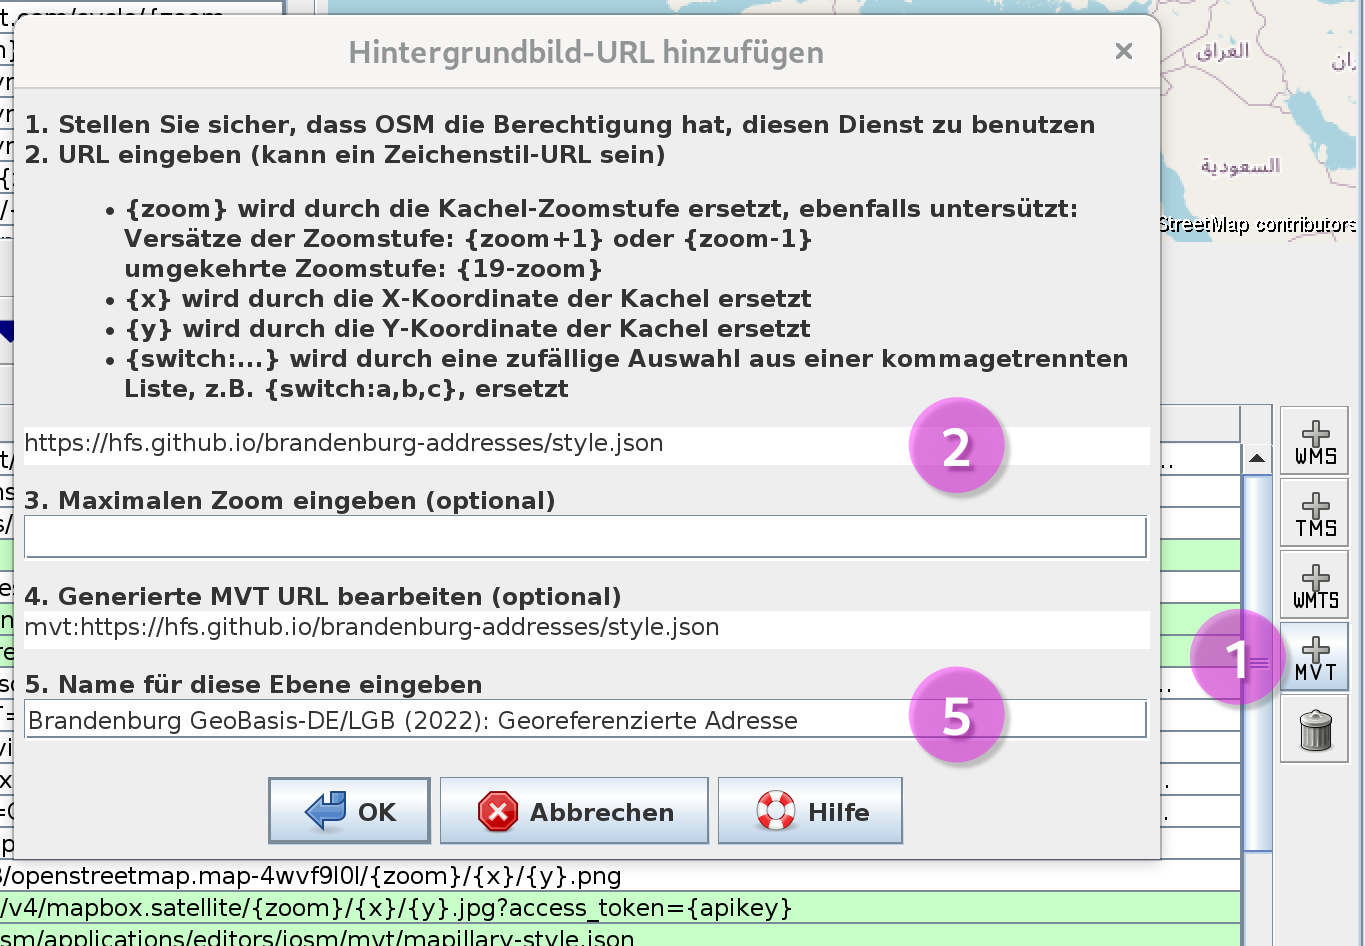 Hintergrundbild-URL hinzufügen
1. Stellen Sie sicher, dass OSM die Berechtigung hat, diesen Dienst zu benutzen
2. URL eingeben (kann ein Zeichenstil-URL sein)
• {zoom} wird durch die Kachel-Zoomstufe ersetzt, ebenfalls untersützt:
Versätze der Zoomstufe: {zoom+1} oder {zoom-1}
umgekehrte Zoomstufe: {19-zoom}
• {x} wird durch die X-Koordinate der Kachel ersetzt
• {y} wird durch die Y-Koordinate der Kachel ersetzt
• {switch:...} wird durch eine zufällige Auswahl aus einer kommagetrennten
Liste, z.B. {switch:a,b,c}, ersetzt
https://hfs.github.io/brandenburg-addresses/style.json
2
3. Maximalen Zoom eingeben (optional)
4. Generierte MVT URL bearbeiten (optional)
mvt:https://hfs.github.io/brandenburg-addresses/style.json
5. Name für diese Ebene eingeben
Brandenburg GeoBasis-DE/LGB (2022): Georeferenzierte Adresse
5
OK
Abbrechen
Hilfe
العراق
السعودية
StreetMap contributors
WMS
TMS
WMTS
1
MVT
/openstreetmap.map-4wvf9l0l/{zoom}/{x}/{y}.png
/v4/mapbox.satellite/{zoom}/{x}/{y}.jpg?access_token={apikey}
sm/applications/editors/josm/mvt/mapillary-style.json